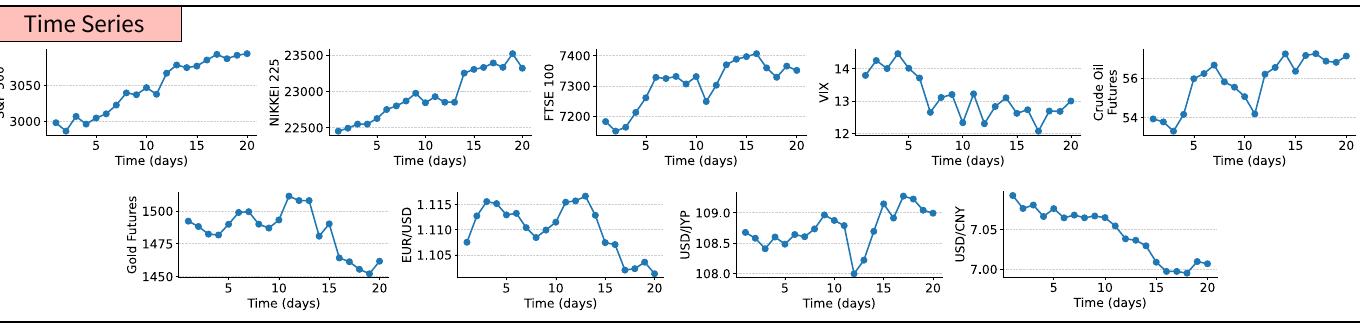 Time Series
S&P 500
3050
3000
5 10 15 20
Time (days)
NIKKEI 225
23500
23000
22500
5 10 15 20
Time (days)
FTSE 100
7400
7300
7200
5 10 15 20
Time (days)
VIX
14
13
12
5 10 15 20
Time (days)
Crude Oil
Futures
56
54
5 10 15 20
Time (days)
Gold Futures
1500
1475
1450
5 10 15 20
Time (days)
EUR/USD
1.115
1.110
1.105
5 10 15 20
Time (days)
USD/JYP
109.0
108.5
108.0
5 10 15 20
Time (days)
USD/CNY
7.05
7.00
5 10 15 20
Time (days)